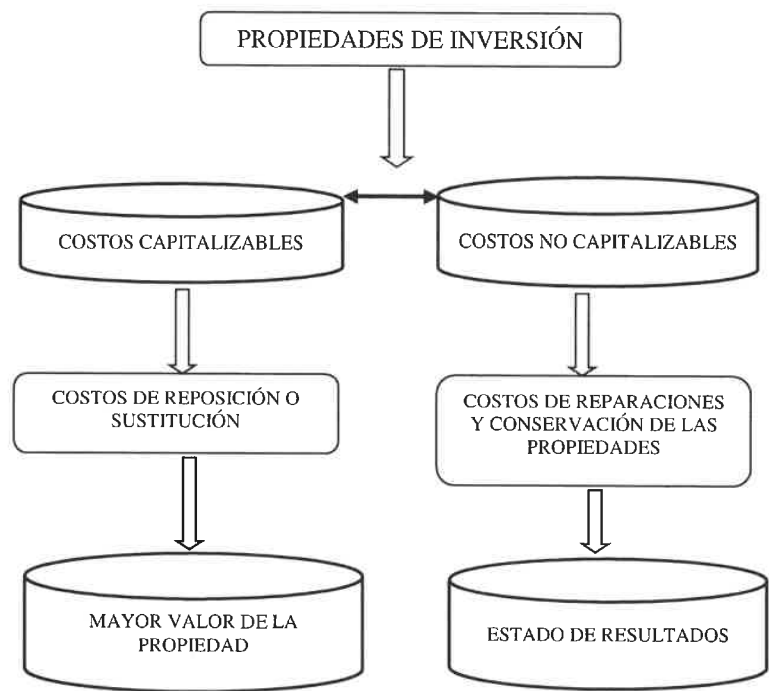 PROPIEDADES DE INVERSIÓN
COSTOS CAPITALIZABLES
COSTOS NO CAPITALIZABLES
COSTOS DE REPOSICIÓN O
SUSTITUCIÓN
COSTOS DE REPARACIONES
Y CONSERVACIÓN DE LAS
PROPIEDADES
MAYOR VALOR DE LA
PROPIEDAD
ESTADO DE RESULTADOS